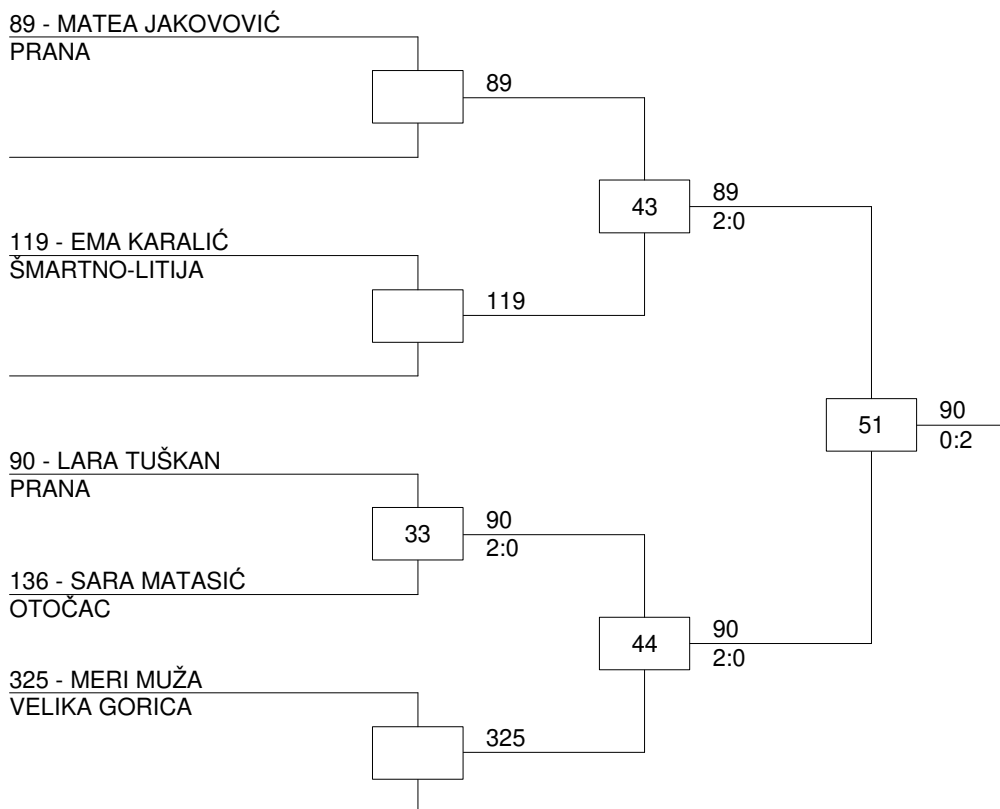 89 - MATEA JAKOVOVIĆ
PRANA
89
43
89
2:0
119 - EMA KARALIĆ
ŠMARTNO-LITIJA
119
51
90
0:2
90 - LARA TUŠKAN
PRANA
33
90
2:0
136 - SARA MATASIĆ
OTOČAC
44
90
2:0
325 - MERI MUŽA
VELIKA GORICA
325